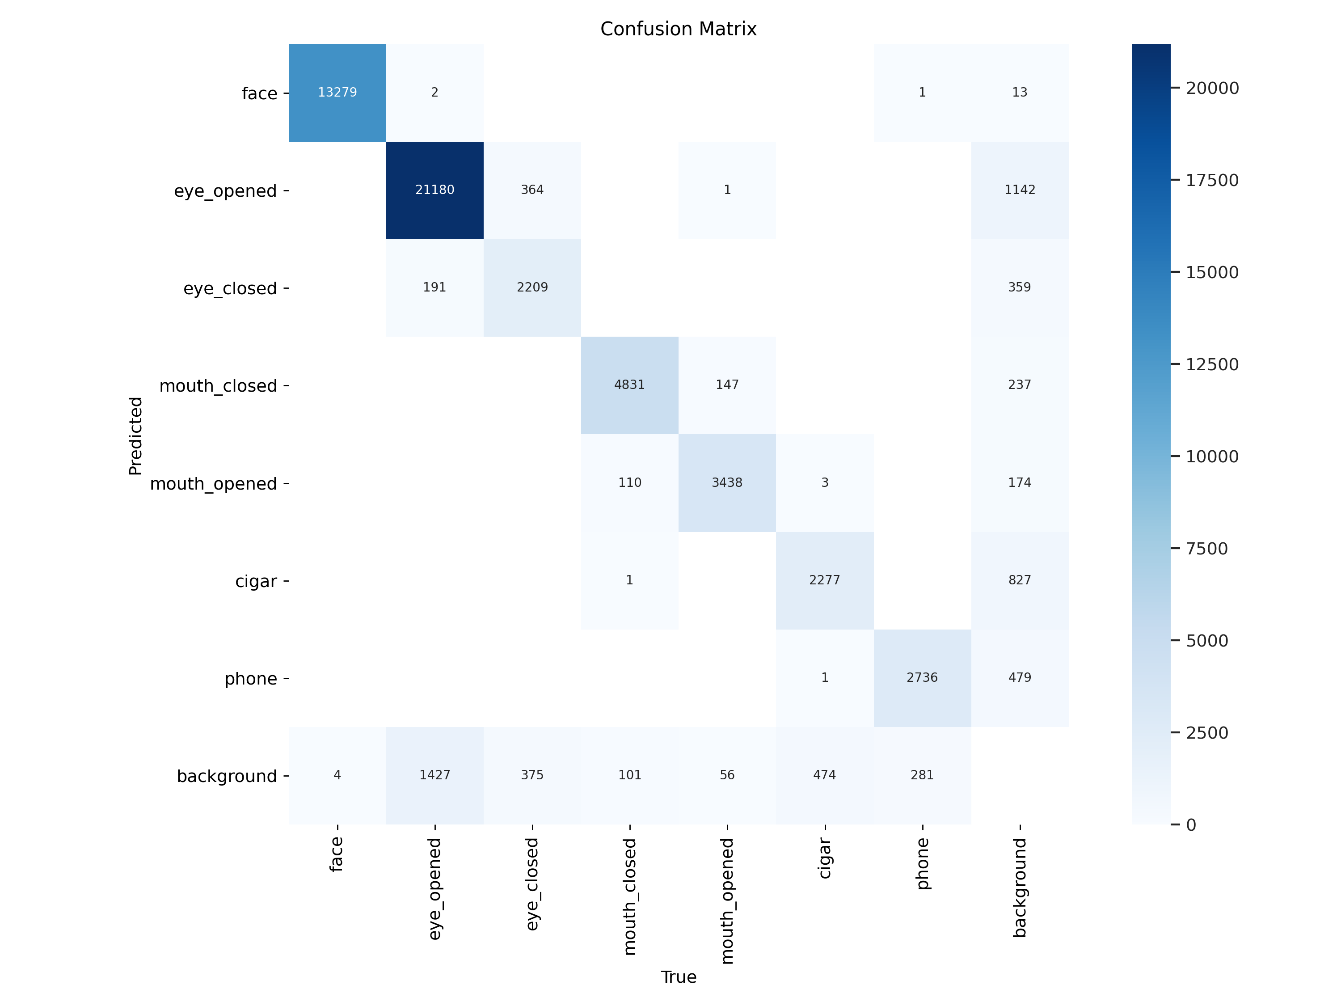 Confusion Matrix
face 13279 2 1 13
eye_opened 21180 364 1 1142
eye_closed 191 2209 359
mouth_closed 4831 147 237
mouth_opened 110 3438 3 174
cigar 1 2277 827
phone 1 2736 479
background 4 1427 375 101 56 474 281
face eye_opened eye_closed mouth_closed mouth_opened cigar phone background
True
Predicted
20000
17500
15000
12500
10000
7500
5000
2500
0